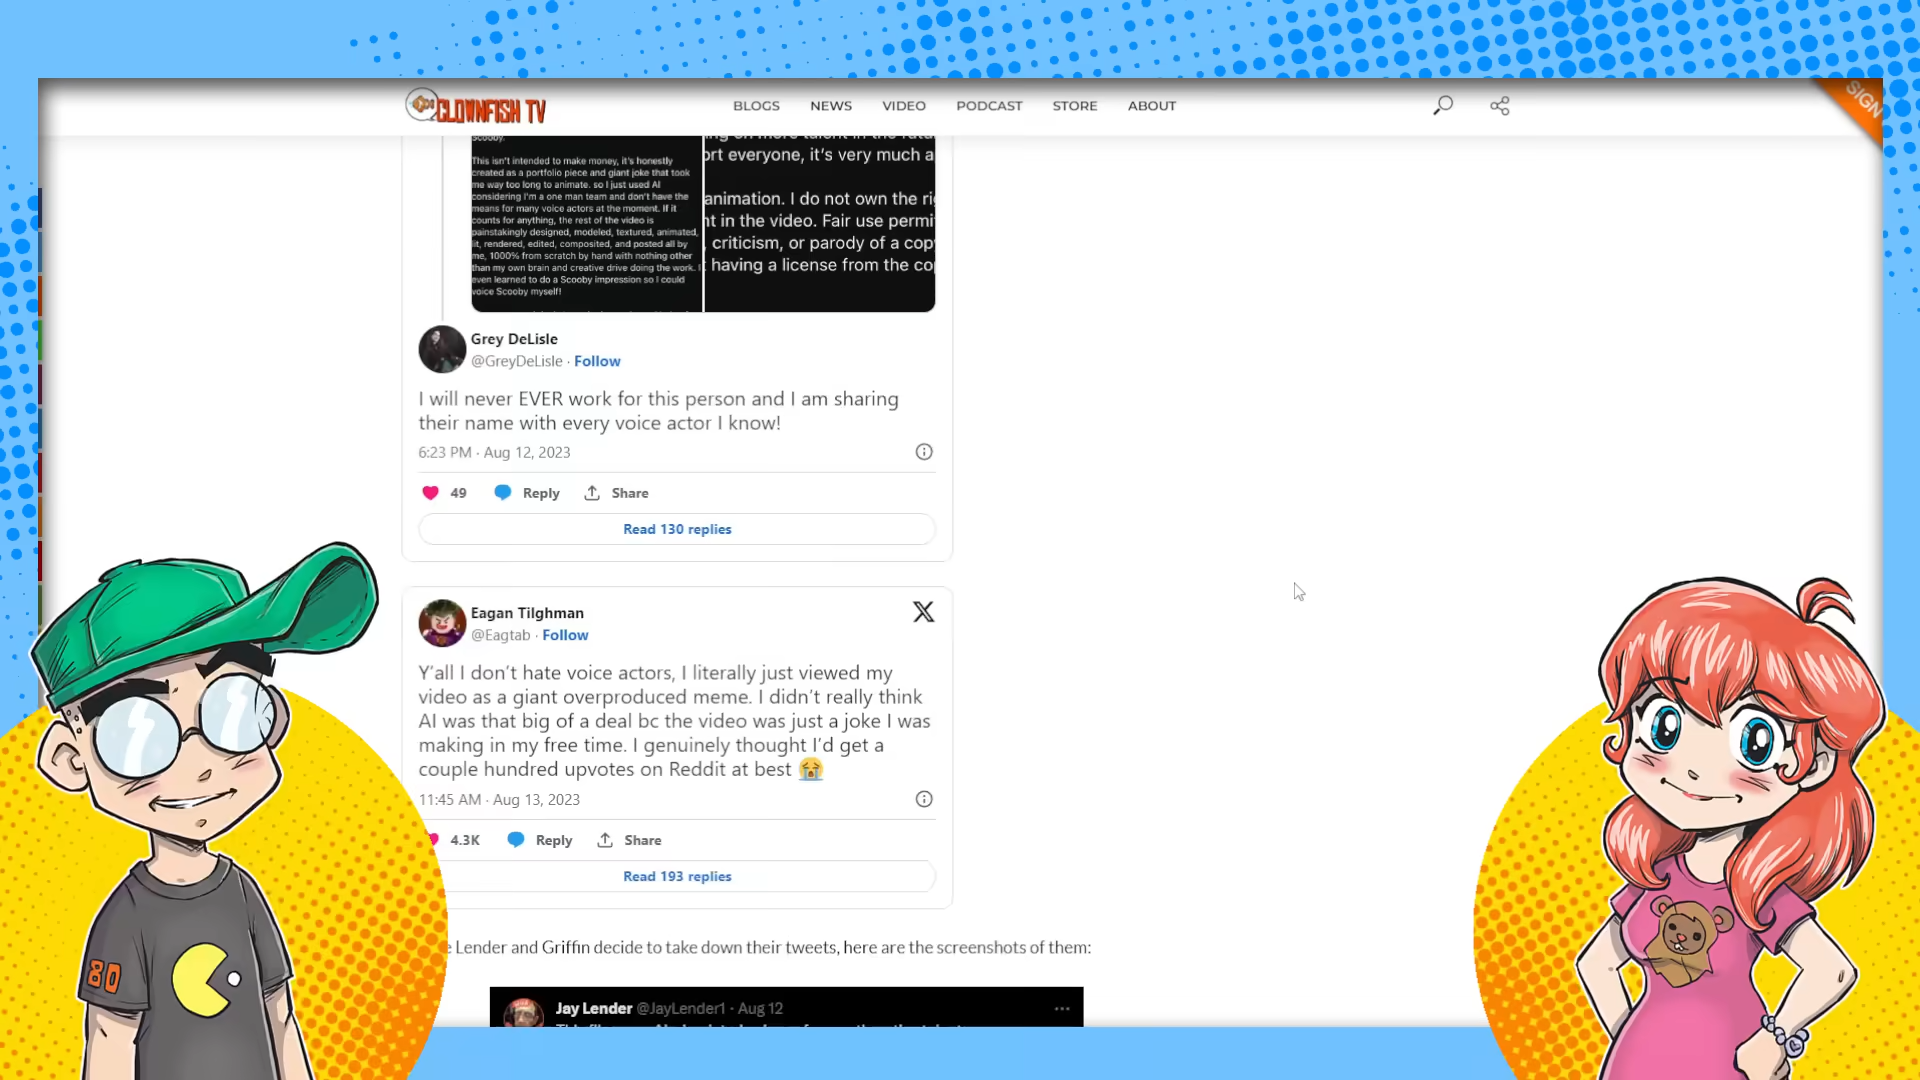 SIGN
CLOWNFISH TV
BLOGS NEWS VIDEO PODCAST STORE ABOUT
Scooby.
This isn't intended to make money, it's honestly
created as a portfolio piece and giant joke that took
me way too long to animate. so I just used AI
considering I'm a one man team and don't have the
means for many voice actors at the moment. If it
counts for anything, the rest of the video is
painstakingly designed, modeled, textured, animated,
lit, rendered, edited, composited, and posted all by
me, 1000% from scratch by hand with nothing other
than my own brain and creative drive doing the work. I
even learned to do a Scooby impression so I could
voice Scooby myself!
ort everyone, it's very much a
animation. I do not own the ri
nt in the video. Fair use permi
, criticism, or parody of a cop
having a license from the co
Grey DeLisle
@GreyDeLisle · Follow
I will never EVER work for this person and I am sharing
their name with every voice actor I know!
6:23 PM · Aug 12, 2023
49 Reply Share
Read 130 replies
Eagan Tilghman
@Eagtab · Follow
Y'all I don't hate voice actors, I literally just viewed my
video as a giant overproduced meme. I didn't really think
AI was that big of a deal bc the video was just a joke I was
making in my free time. I genuinely thought I'd get a
couple hundred upvotes on Reddit at best 😭
11:45 AM · Aug 13, 2023
4.3K Reply Share
Read 193 replies
e Lender and Griffin decide to take down their tweets, here are the screenshots of them:
Jay Lender @JayLender1 · Aug 12
80